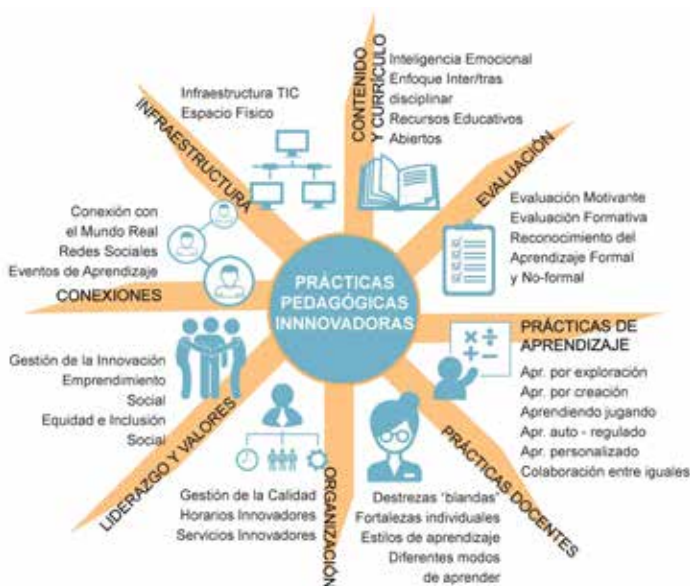 CONTENIDO
Y CURRÍCULO
Inteligencia Emocional
Enfoque Inter/tras
disciplinar
Recursos Educativos
Abiertos
EVALUACIÓN
Evaluación Motivante
Evaluación Formativa
Reconocimiento del
Aprendizaje Formal
y No-formal
PRÁCTICAS DE
APRENDIZAJE
Apr. por exploración
Apr. por creación
Aprendiendo jugando
Apr. auto - regulado
Apr. personalizado
Colaboración entre iguales
PRÁCTICAS DOCENTES
Destrezas "blandas"
Fortalezas individuales
Estilos de aprendizaje
Diferentes modos
de aprender
ORGANIZACIÓN
Gestión de la Calidad
Horarios Innovadores
Servicios Innovadores
LIDERAZGO Y VALORES
Gestión de la Innovación
Emprendimiento
Social
Equidad e Inclusión
Social
CONEXIONES
Conexión con
el Mundo Real
Redes Sociales
Eventos de Aprendizaje
INFRAESTRUCTURA
Infraestructura TIC
Espacio Físico
PRÁCTICAS
PEDAGÓGICAS
INNNOVADORAS